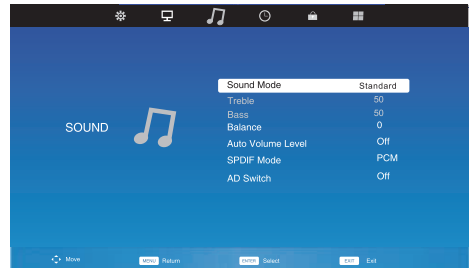 SOUND
Sound Mode Standard
Treble 50
Bass 50
Balance 0
Auto Volume Level Off
SPDIF Mode PCM
AD Switch Off
Move MENU Return ENTER Select EXIT Exit